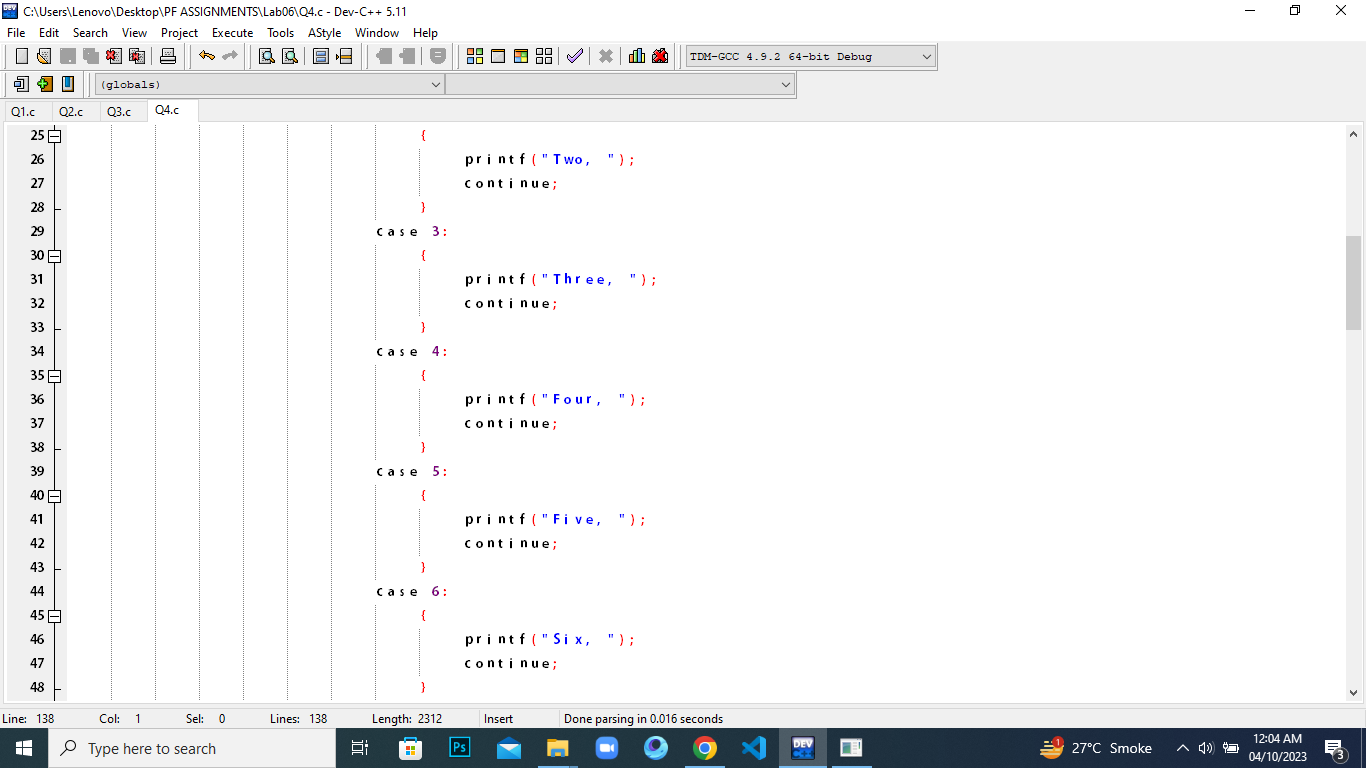 C:\Users\Lenovo\Desktop\PF ASSIGNMENTS\Lab06\Q4.c - Dev-C++ 5.11
File Edit Search View Project Execute Tools AStyle Window Help
TDM-GCC 4.9.2 64-bit Debug
(globals)
Q1.c Q2.c Q3.c Q4.c
25 {
26 printf("Two, ");
27 continue;
28 }
29 case 3:
30 {
31 printf("Three, ");
32 continue;
33 }
34 case 4:
35 {
36 printf("Four, ");
37 continue;
38 }
39 case 5:
40 {
41 printf("Five, ");
42 continue;
43 }
44 case 6:
45 {
46 printf("Six, ");
47 continue;
48 }
Line: 138 Col: 1 Sel: 0 Lines: 138 Length: 2312 Insert Done parsing in 0.016 seconds
Type here to search Ps DEV 1 27°C Smoke 12:04 AM
04/10/2023 3